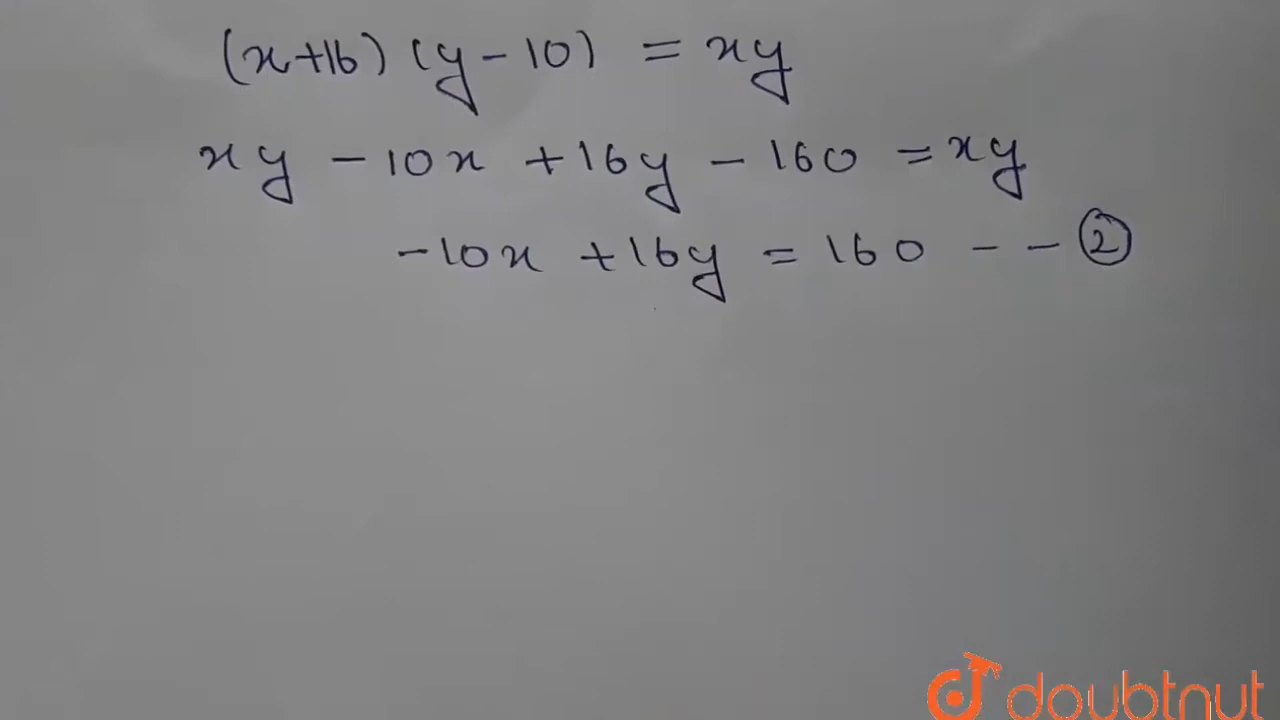 (x+16) (y-10) = xy
xy - 10x + 16y - 160 = xy
-10x + 16y = 160 - - ②
doubtnut